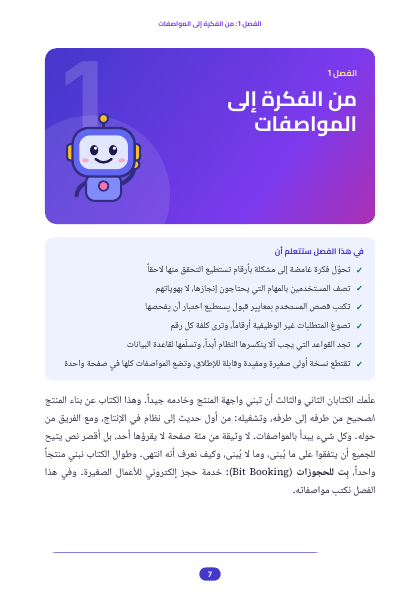 الفصل 1: من الفكرة إلى المواصفات
1
الفصل 1
من الفكرة إلى
المواصفات
في هذا الفصل ستتعلم أن
✓ تحوّل فكرة غامضة إلى مشكلة بأرقام تستطيع التحقق منها لاحقاً
✓ تصف المستخدمين بالمهام التي يحتاجون إنجازها، لا بهوياتهم
✓ تكتب قصص المستخدم بمعايير قبول يستطيع اختبار أن يفحصها
✓ تصوغ المتطلبات غير الوظيفية أرقاماً، وترى كلفة كل رقم
✓ تجد القواعد التي يجب ألا ينكسرها النظام أبداً، وتسلّمها لقاعدة البيانات
✓ تقتطع نسخة أولى صغيرة ومفيدة وقابلة للإطلاق، وتضع المواصفات كلها في صفحة واحدة
علّمك الكتابان الثاني والثالث أن تبني واجهة المنتج وخادمه جيداً. وهذا الكتاب عن بناء المنتج
الصحيح من طرفه إلى طرفه، وتشغيله: من أول حديث إلى نظام في الإنتاج، ومع الفريق من
حوله. وكل شيء يبدأ بالمواصفات. لا وثيقة من مئة صفحة لا يقرؤها أحد، بل أقصر نص يتيح
للجميع أن يتفقوا على ما يُبنى، وما لا يُبنى، وكيف نعرف أنه انتهى. وطوال الكتاب نبني منتجاً
واحداً، بِت للحجوزات (Bit Booking): خدمة حجز إلكتروني للأعمال الصغيرة. وفي هذا
الفصل نكتب مواصفاته.
7